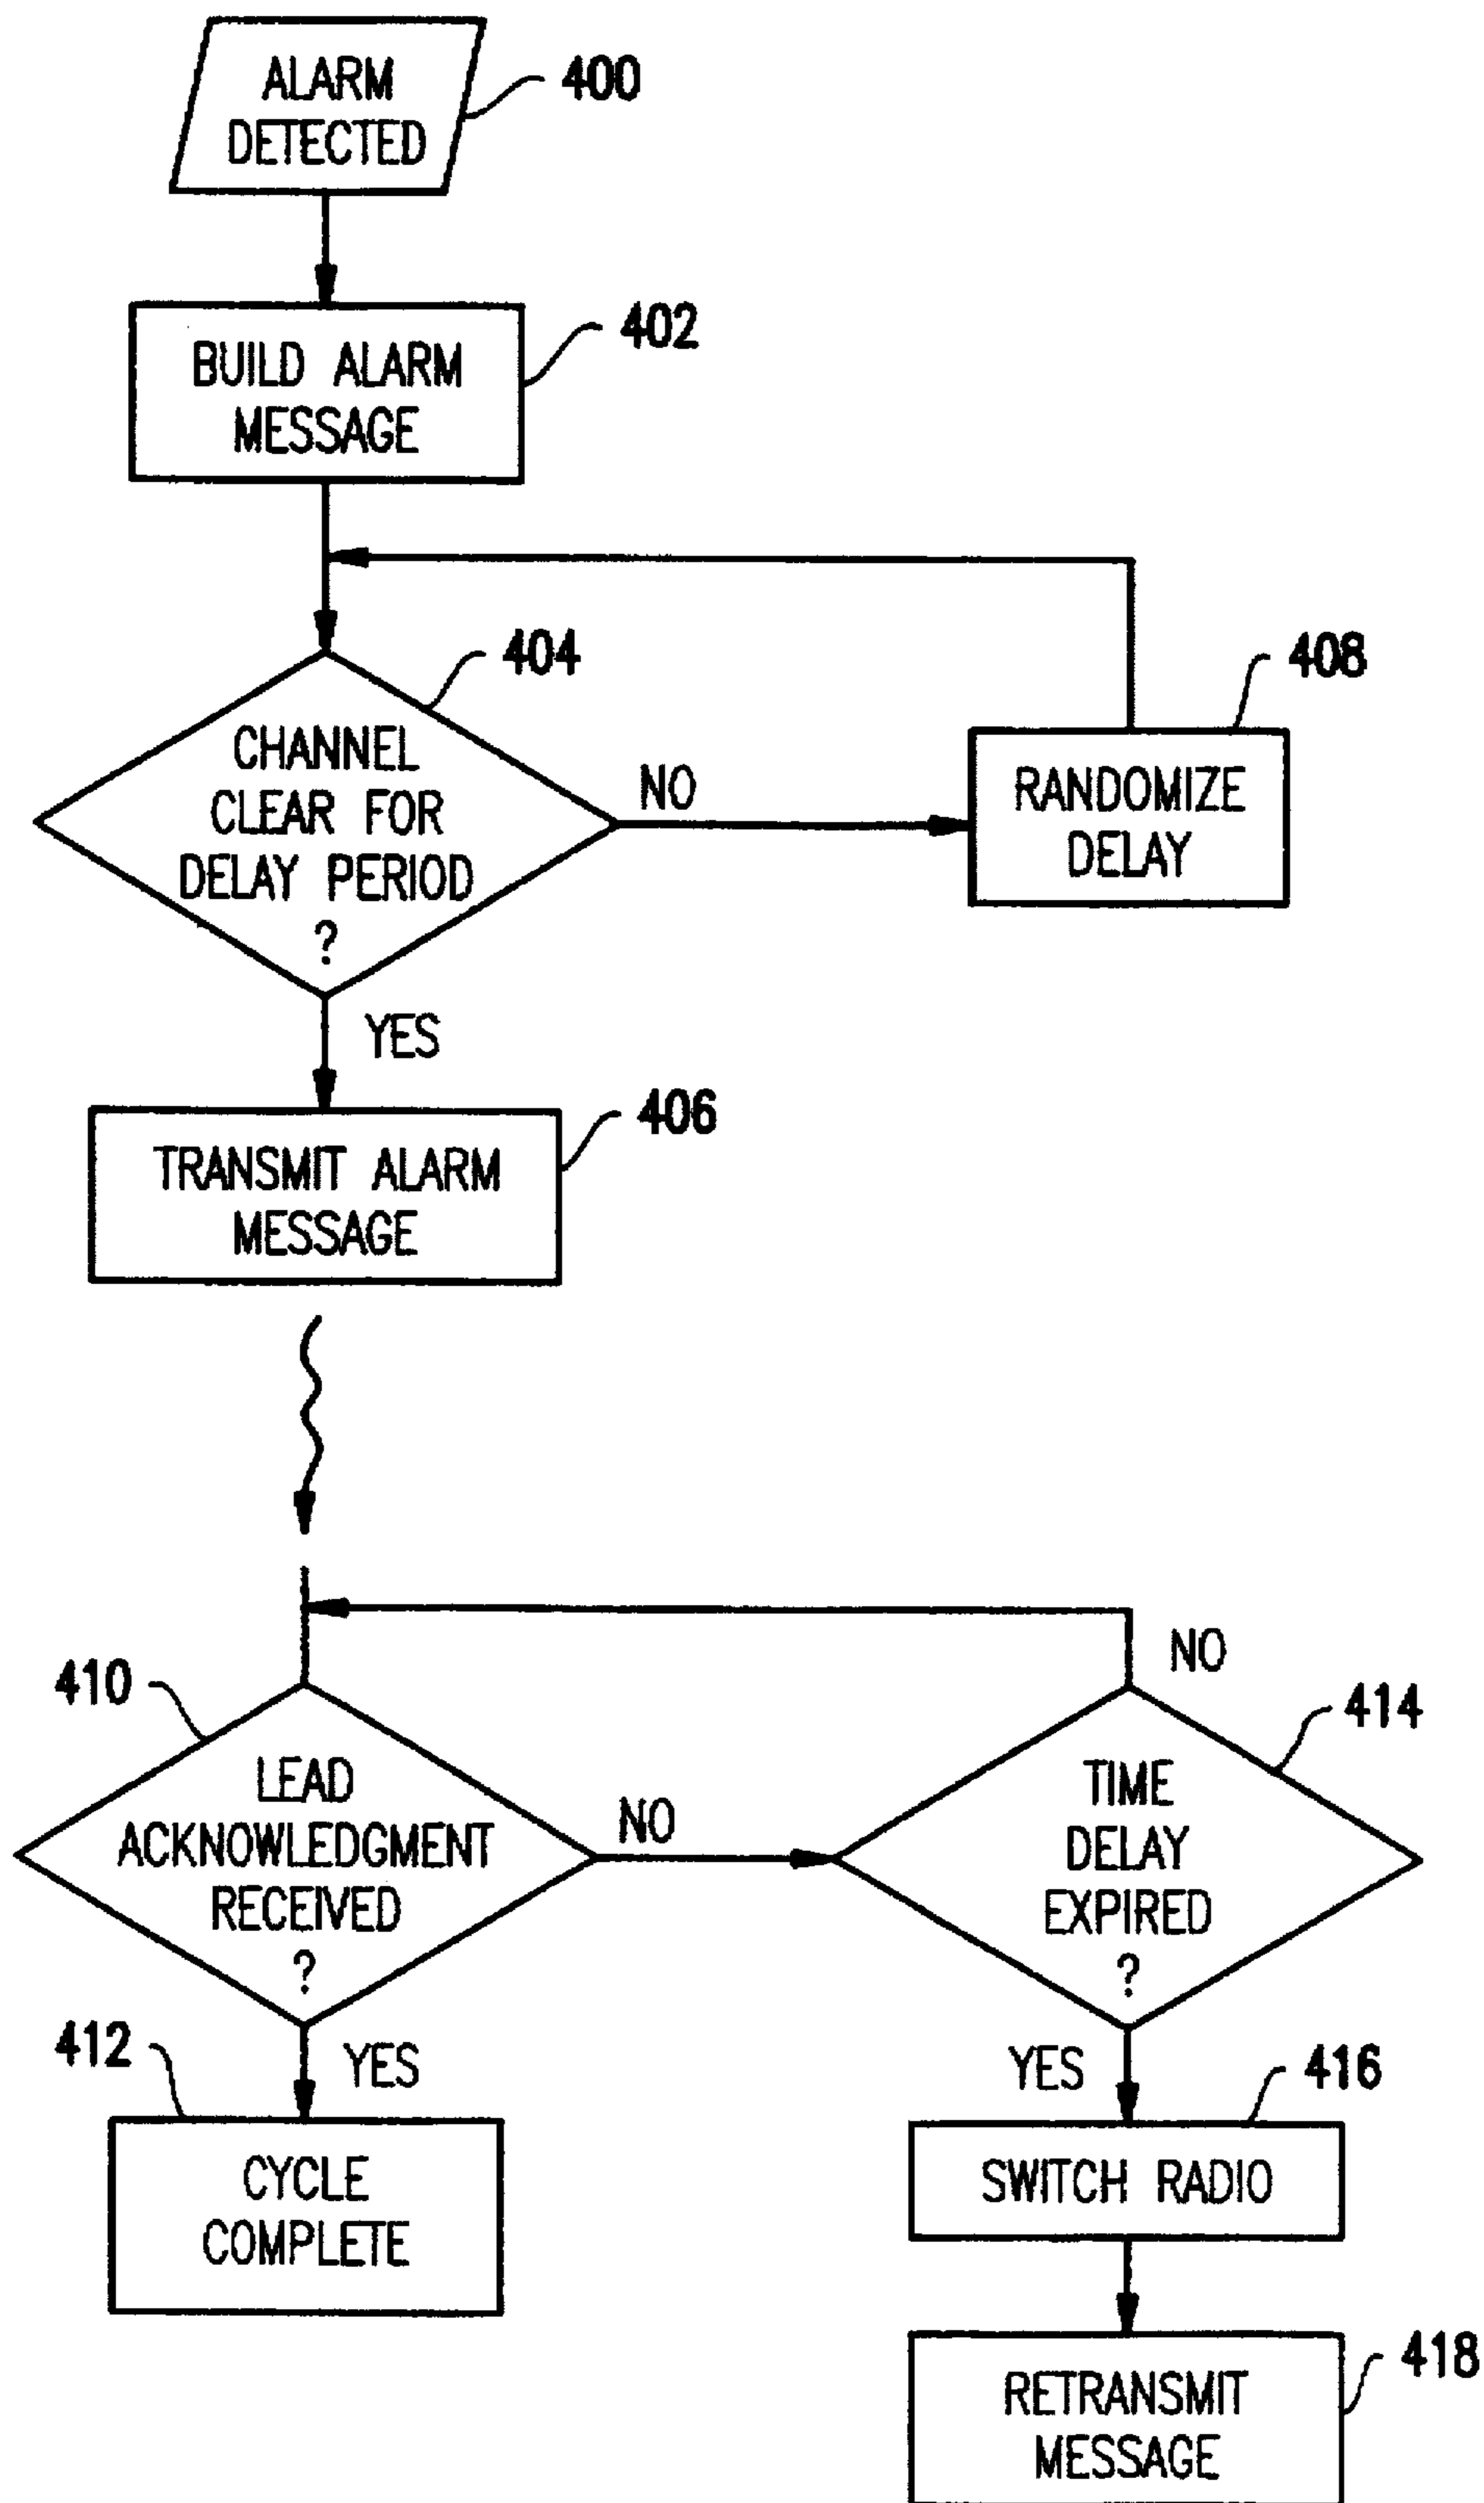 ALARM
DETECTED
400
BUILD ALARM
MESSAGE
402
404
CHANNEL
CLEAR FOR
DELAY PERIOD
?
NO
408
RANDOMIZE
DELAY
YES
406
TRANSMIT ALARM
MESSAGE
410
LEAD
ACKNOWLEDGMENT
RECEIVED
?
NO
NO
414
TIME
DELAY
EXPIRED
?
412
YES
CYCLE
COMPLETE
YES
416
SWITCH RADIO
418
RETRANSMIT
MESSAGE